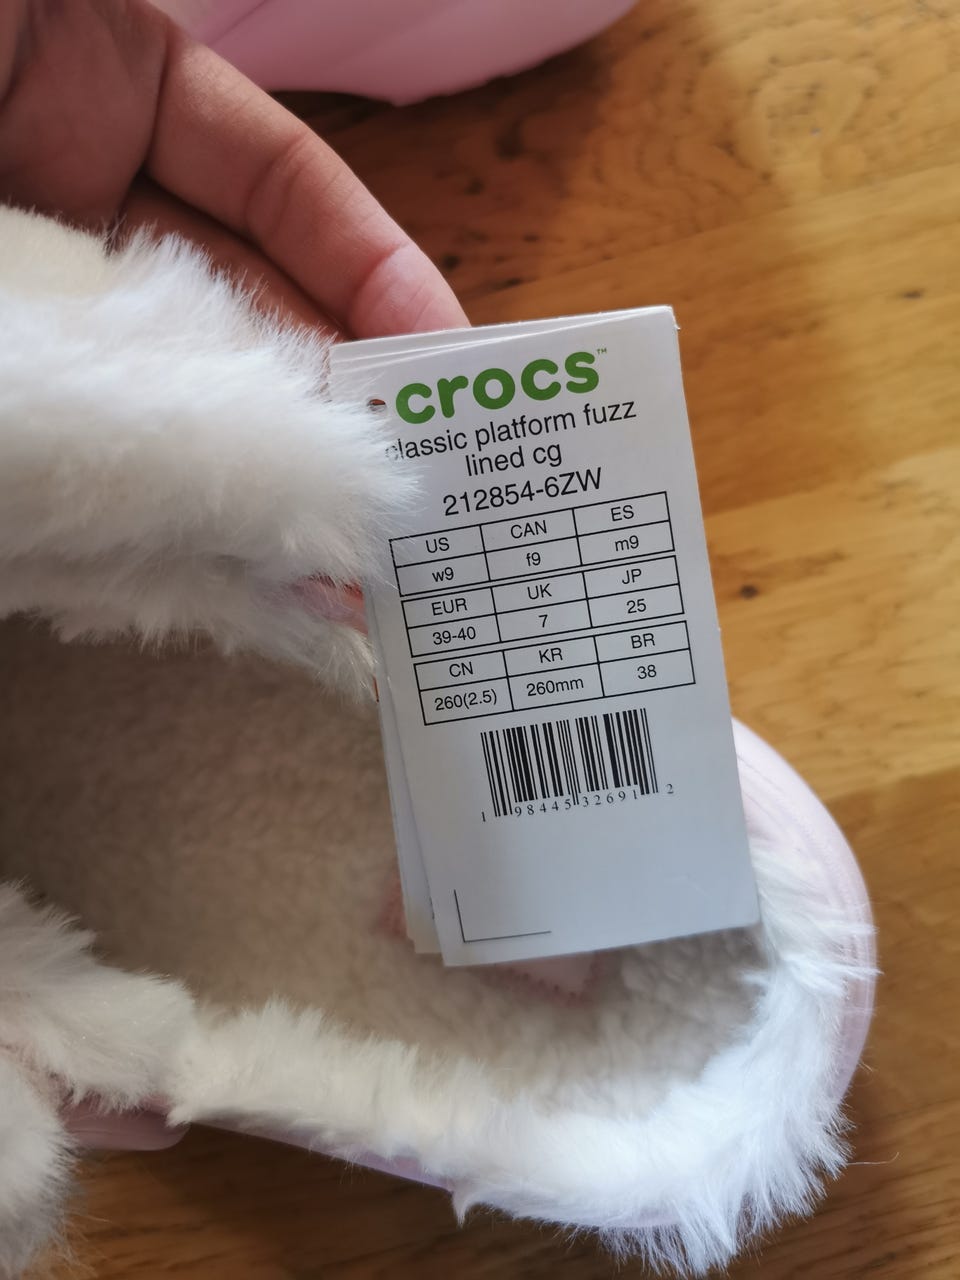 crocs™
classic platform fuzz
lined cg
212854-6ZW
US CAN ES
w9 f9 m9
EUR UK JP
39-40 7 25
CN KR BR
260(2.5) 260mm 38
1 98445 32691 2